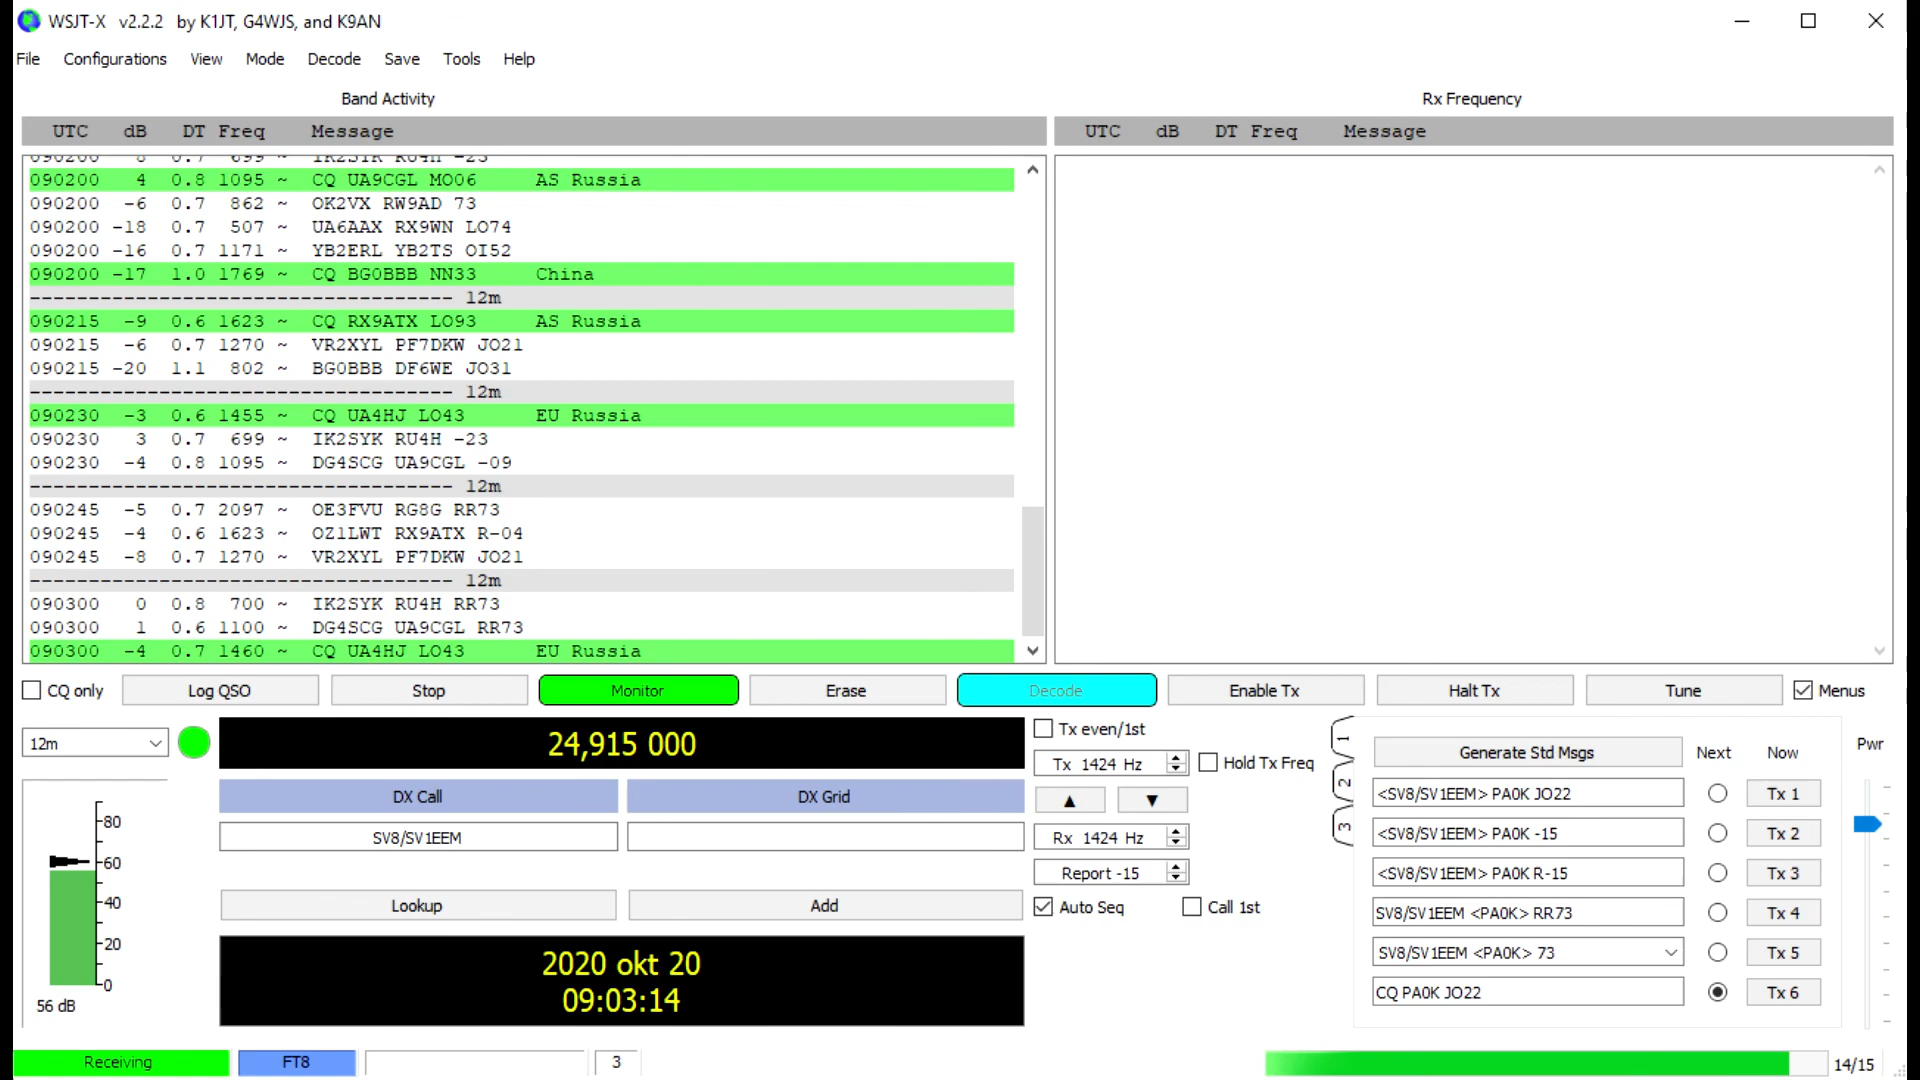 WSJT-X v2.2.2 by K1JT, G4WJS, and K9AN
File Configurations View Mode Decode Save Tools Help
Band Activity
UTC dB DT Freq Message
090200 8 0.7 699 ~ IK2SYK RU4H -23
090200 4 0.8 1095 ~ CQ UA9CGL MO06 AS Russia
090200 -6 0.7 862 ~ OK2VX RW9AD 73
090200 -18 0.7 507 ~ UA6AAX RX9WN LO74
090200 -16 0.7 1171 ~ YB2ERL YB2TS OI52
090200 -17 1.0 1769 ~ CQ BG0BBB NN33 China
------------------------------------ 12m
090215 -9 0.6 1623 ~ CQ RX9ATX LO93 AS Russia
090215 -6 0.7 1270 ~ VR2XYL PF7DKW JO21
090215 -20 1.1 802 ~ BG0BBB DF6WE JO31
------------------------------------ 12m
090230 -3 0.6 1455 ~ CQ UA4HJ LO43 EU Russia
090230 3 0.7 699 ~ IK2SYK RU4H -23
090230 -4 0.8 1095 ~ DG4SCG UA9CGL -09
------------------------------------ 12m
090245 -5 0.7 2097 ~ OE3FVU RG8G RR73
090245 -4 0.6 1623 ~ OZ1LWT RX9ATX R-04
090245 -8 0.7 1270 ~ VR2XYL PF7DKW JO21
------------------------------------ 12m
090300 0 0.8 700 ~ IK2SYK RU4H RR73
090300 1 0.6 1100 ~ DG4SCG UA9CGL RR73
090300 -4 0.7 1460 ~ CQ UA4HJ LO43 EU Russia
Rx Frequency
UTC dB DT Freq Message
CQ only Log QSO Stop Monitor Erase Decode Enable Tx Halt Tx Tune Menus
12m
24,915 000
DX Call DX Grid
SV8/SV1EEM
Lookup Add
2020 okt 20
09:03:14
80
60
40
20
0
56 dB
Tx even/1st
Tx 1424 Hz Hold Tx Freq
▲ ▼
Rx 1424 Hz
Report -15
Auto Seq Call 1st
1
2
3
Generate Std Msgs Next Now Pwr
<SV8/SV1EEM> PA0K JO22 Tx 1
<SV8/SV1EEM> PA0K -15 Tx 2
<SV8/SV1EEM> PA0K R-15 Tx 3
SV8/SV1EEM <PA0K> RR73 Tx 4
SV8/SV1EEM <PA0K> 73 Tx 5
CQ PA0K JO22 Tx 6
Receiving FT8 3 14/15